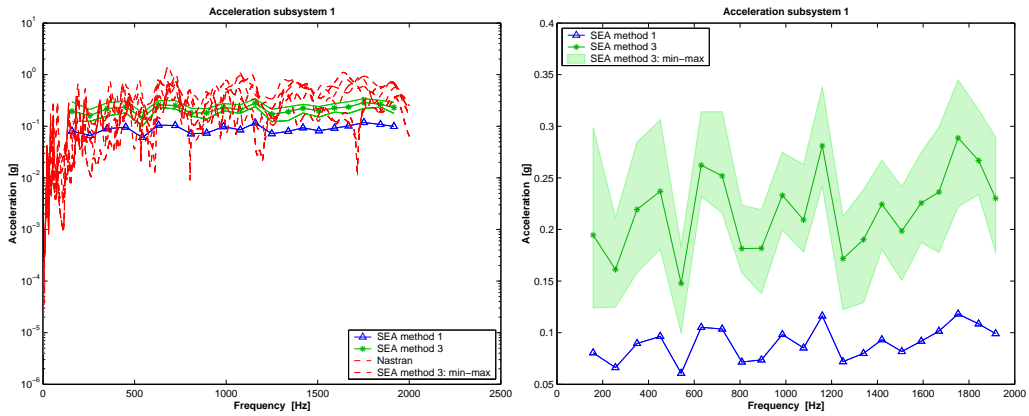 Acceleration subsystem 1
Acceleration [g]
10^1
10^0
10^-1
10^-2
10^-3
10^-4
10^-5
10^-6
0 500 1000 1500 2000 2500
Frequency [Hz]
SEA method 1
SEA method 3
Nastran
SEA method 3: min-max
Acceleration subsystem 1
SEA method 1
SEA method 3
SEA method 3: min-max
Acceleration [g]
0.4
0.35
0.3
0.25
0.2
0.15
0.1
0.05
0 200 400 600 800 1000 1200 1400 1600 1800 2000
Frequency [Hz]